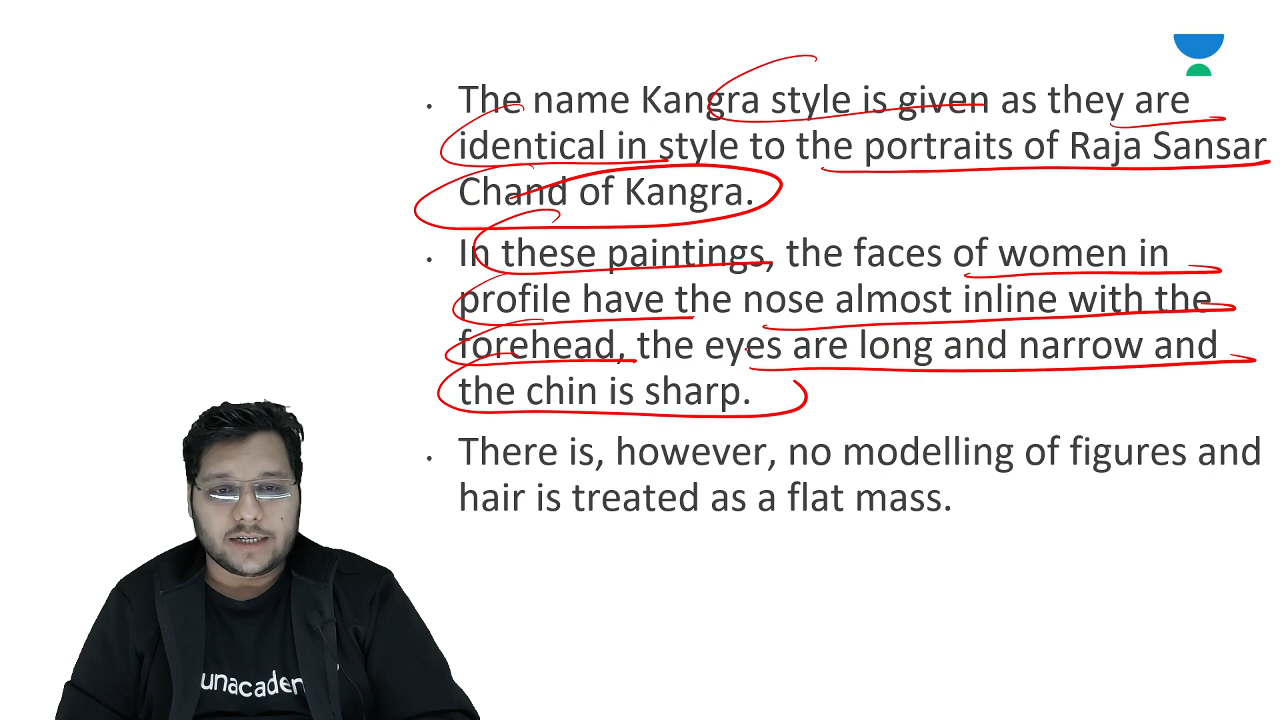 The name Kangra style is given as they are
identical in style to the portraits of Raja Sansar
Chand of Kangra.
In these paintings, the faces of women in
profile have the nose almost inline with the
forehead, the eyes are long and narrow and
the chin is sharp.
There is, however, no modelling of figures and
hair is treated as a flat mass.
unacaden